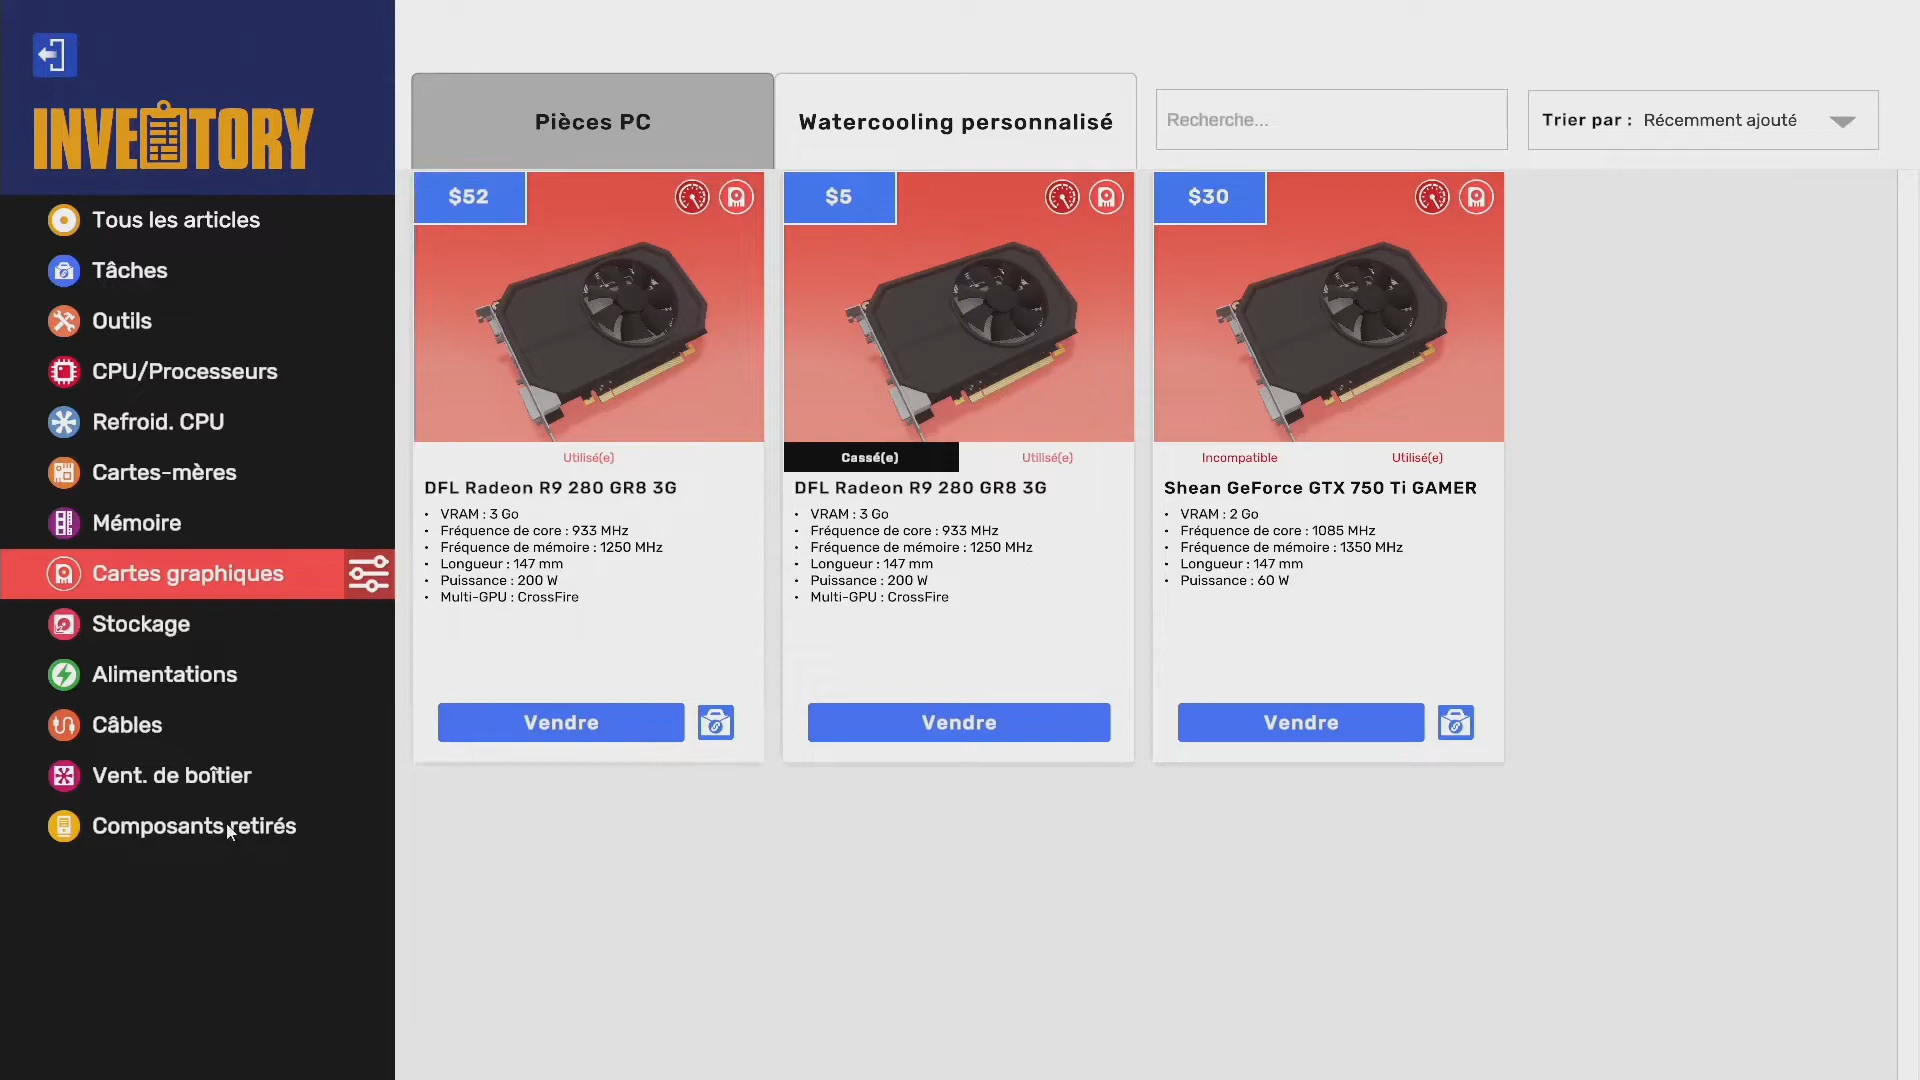 INVENTORY
Tous les articles
Tâches
Outils
CPU/Processeurs
Refroid. CPU
Cartes-mères
Mémoire
Cartes graphiques
Stockage
Alimentations
Câbles
Vent. de boîtier
Composants retirés
Pièces PC
Watercooling personnalisé
Recherche...
Trier par : Récemment ajouté
$52
Utilisé(e)
DFL Radeon R9 280 GR8 3G
• VRAM : 3 Go
• Fréquence de core : 933 MHz
• Fréquence de mémoire : 1250 MHz
• Longueur : 147 mm
• Puissance : 200 W
• Multi-GPU : CrossFire
Vendre
$5
Cassé(e)
Utilisé(e)
DFL Radeon R9 280 GR8 3G
• VRAM : 3 Go
• Fréquence de core : 933 MHz
• Fréquence de mémoire : 1250 MHz
• Longueur : 147 mm
• Puissance : 200 W
• Multi-GPU : CrossFire
Vendre
$30
Incompatible
Utilisé(e)
Shean GeForce GTX 750 Ti GAMER
• VRAM : 2 Go
• Fréquence de core : 1085 MHz
• Fréquence de mémoire : 1350 MHz
• Longueur : 147 mm
• Puissance : 60 W
Vendre